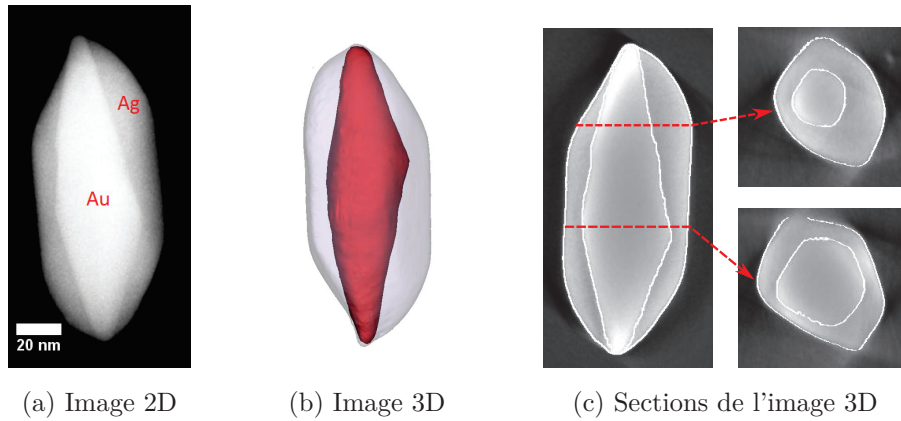 Ag
Au
20 nm
(a) Image 2D
(b) Image 3D
(c) Sections de l'image 3D